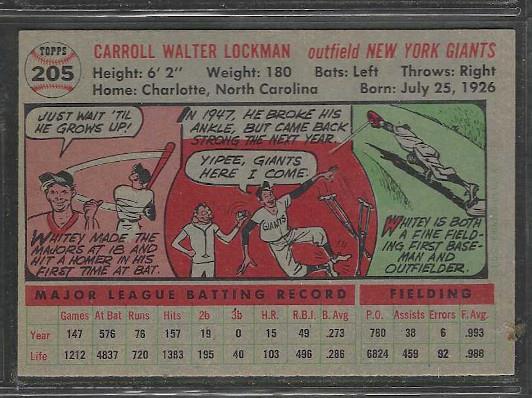 TOPPS
205
CARROLL WALTER LOCKMAN outfield NEW YORK GIANTS
Height: 6' 2" Weight: 180 Bats: Left Throws: Right
Home: Charlotte, North Carolina Born: July 25, 1926
JUST WAIT 'TIL
HE GROWS UP!
WHITEY MADE THE
MAJORS AT 18 AND
HIT A HOMER IN HIS
FIRST TIME AT BAT.
IN 1947, HE BROKE HIS
ANKLE, BUT CAME BACK
STRONG THE NEXT YEAR.
YIPEE, GIANTS
HERE I COME.
GIANTS
WHITEY IS BOTH
A FINE FIELD-
ING FIRST BASE-
MAN AND
OUTFIELDER.
MAJOR LEAGUE BATTING RECORD FIELDING
Games At Bat Runs Hits 2b 3b H.R. R.B.I. B. Avg P.O. Assists Errors F. Avg.
Year 147 576 76 157 19 0 15 49 .273 780 38 6 .993
Life 1212 4837 720 1383 195 40 103 496 .286 6824 459 92 .988